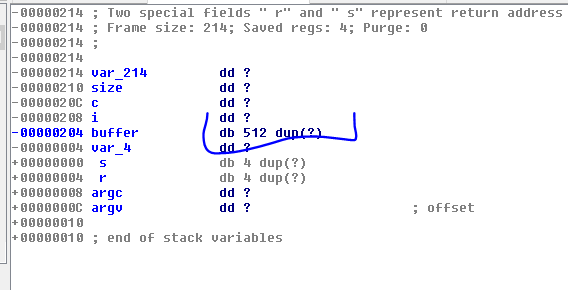 -00000214 ; Two special fields " r" and " s" represent return address
-00000214 ; Frame size: 214; Saved regs: 4; Purge: 0
-00000214 ;
-00000214
-00000214 var_214 dd ?
-00000210 size dd ?
-0000020C c dd ?
-00000208 i dd ?
-00000204 buffer db 512 dup(?)
-00000004 var_4 dd ?
+00000000 s db 4 dup(?)
+00000004 r db 4 dup(?)
+00000008 argc dd ?
+0000000C argv dd ? ; offset
+00000010
+00000010 ; end of stack variables